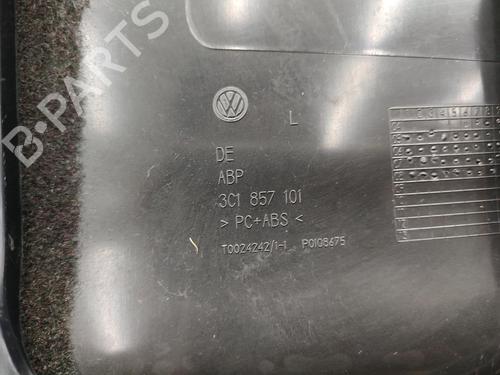 B-PARTS
L
DE
ABP
3C1 857 101
> PC+ABS <
T0024242/1-1 P0108675